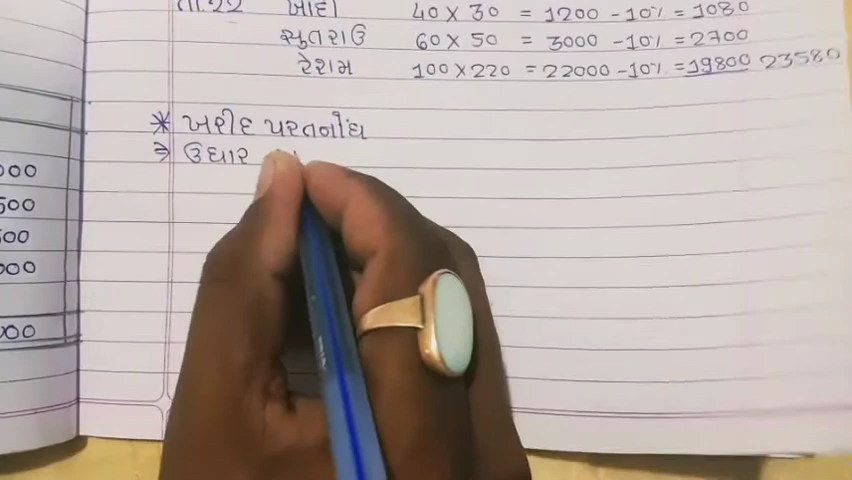 તા.22 ખાદી 40 × 30 = 1200 - 10% = 1080
સુતરાઉ 60 × 50 = 3000 - 10% = 2700
રેશમ 100 × 220 = 22000 - 10% = 19800 23580
* ખરીદ પરતનોંધ
⇒ ઉધાર
000
500
500
000
000